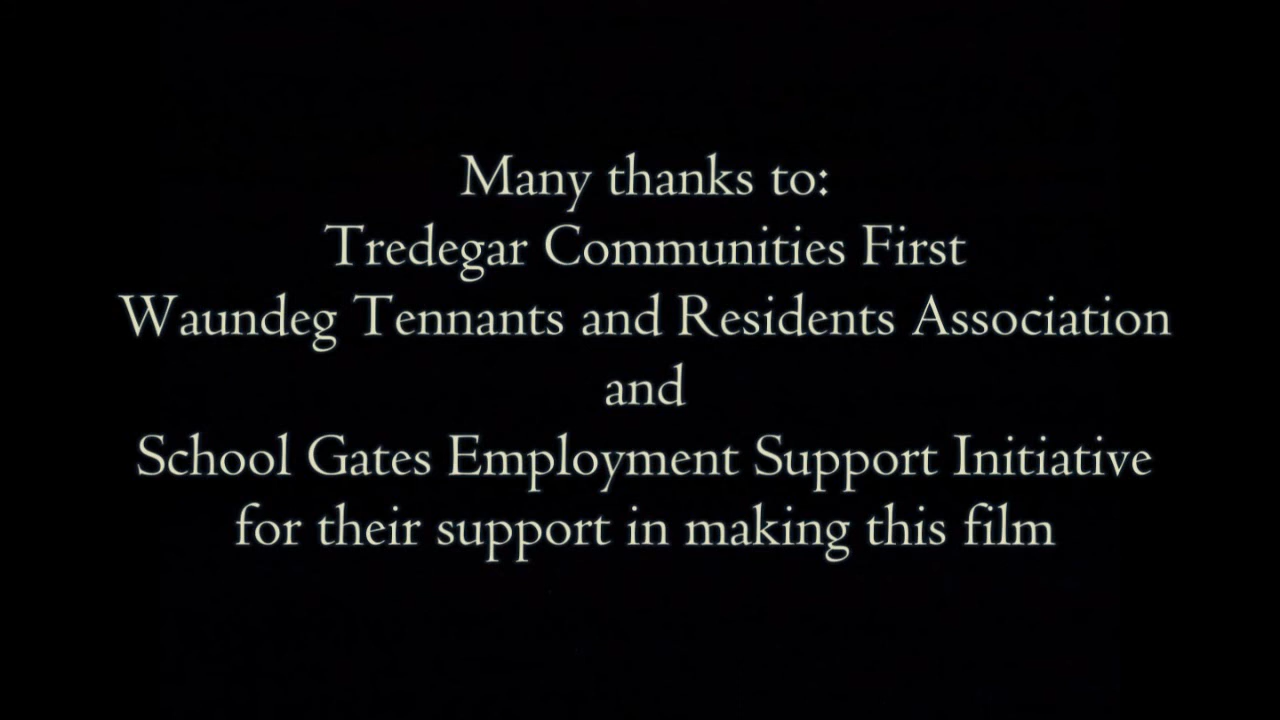 Many thanks to:
Tredegar Communities First
Waundeg Tennants and Residents Association
and
School Gates Employment Support Initiative
for their support in making this film